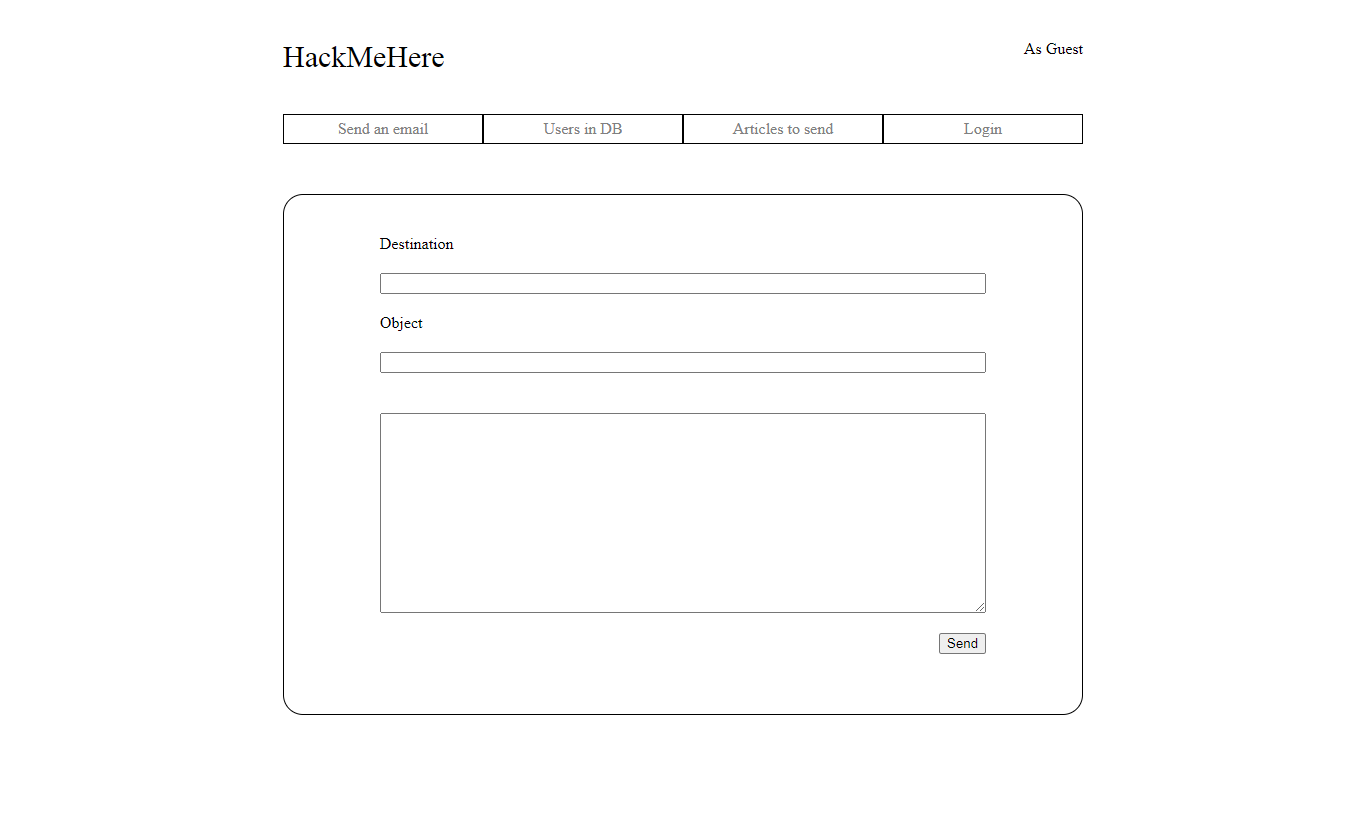 HackMeHere
As Guest
Send an email
Users in DB
Articles to send
Login
Destination
Object
Send